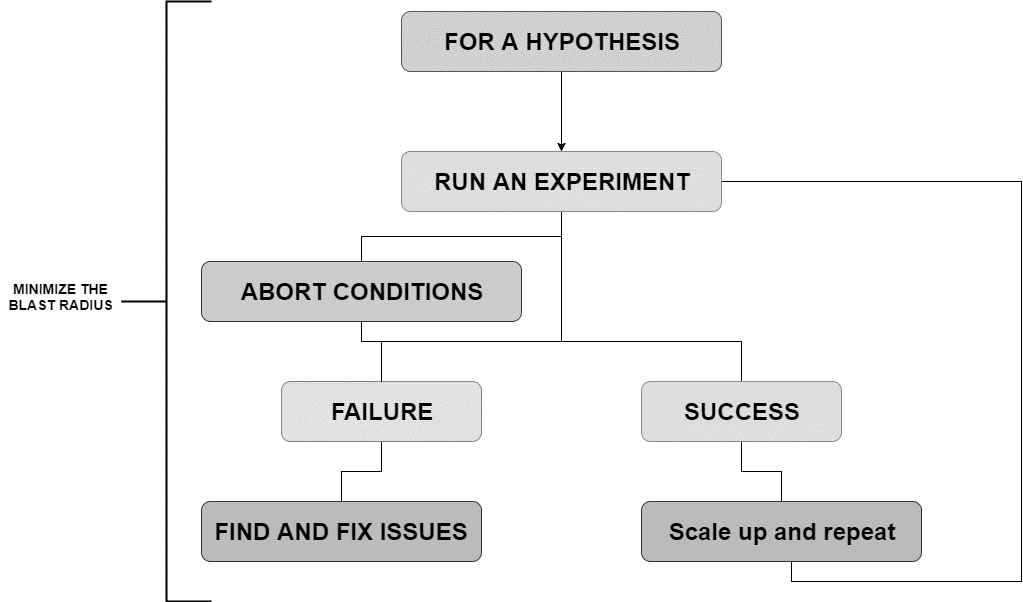 FOR A HYPOTHESIS
RUN AN EXPERIMENT
ABORT CONDITIONS
MINIMIZE THE
BLAST RADIUS
FAILURE
SUCCESS
FIND AND FIX ISSUES
Scale up and repeat